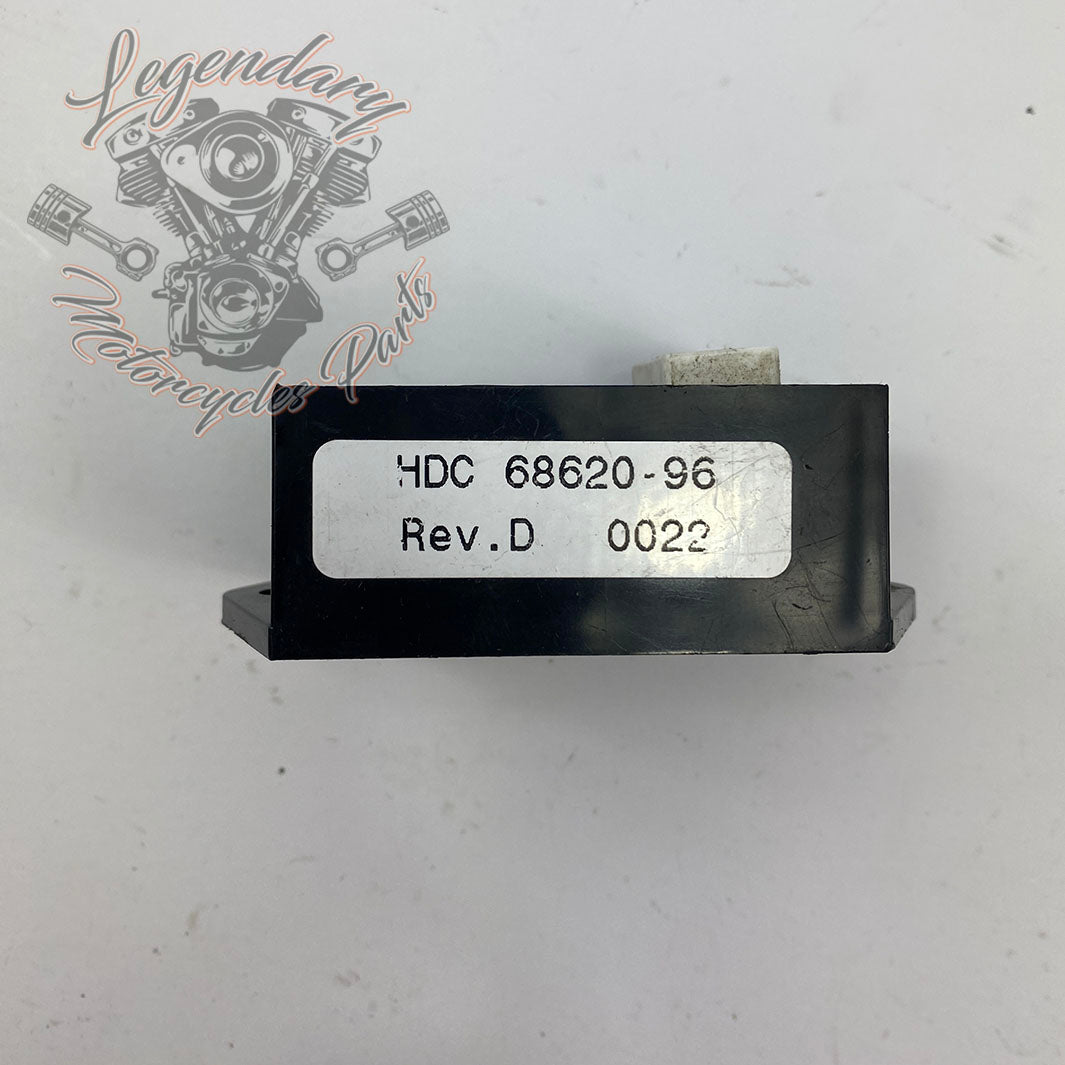 Legendary
Motorcycles Parts
HDC 68620-96
Rev.D 0022